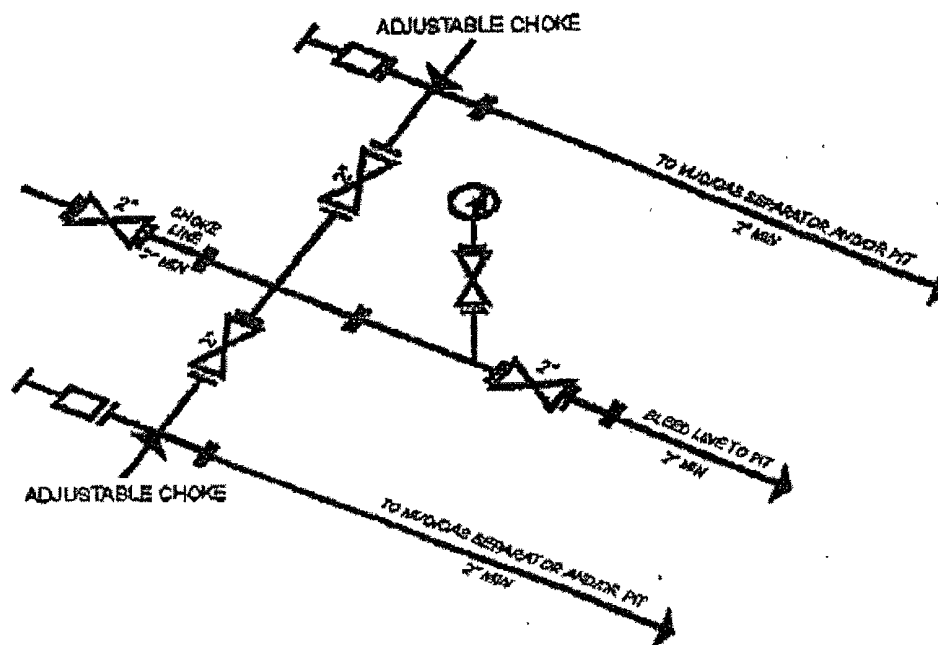 ADJUSTABLE CHOKE
TO MUD/GAS SEPARATOR AND/OR PIT
2" MIN
2"
CHOKE
LINE
2" MIN
2"
2"
2"
BLEED LINE TO PIT
2" MIN
ADJUSTABLE CHOKE
TO MUD/GAS SEPARATOR AND/OR PIT
2" MIN